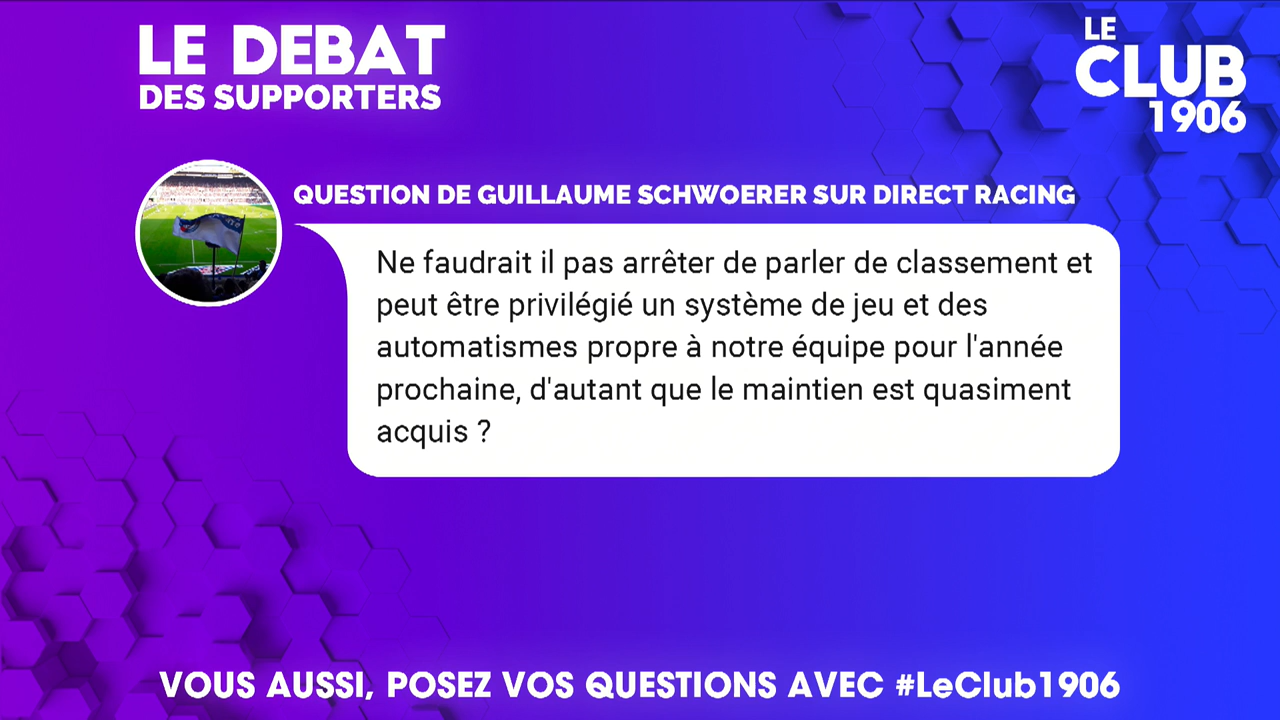 LE DEBAT
DES SUPPORTERS
LE
CLUB
1906
QUESTION DE GUILLAUME SCHWOERER SUR DIRECT RACING
Ne faudrait il pas arrêter de parler de classement et
peut être privilégié un système de jeu et des
automatismes propre à notre équipe pour l'année
prochaine, d'autant que le maintien est quasiment
acquis ?
VOUS AUSSI, POSEZ VOS QUESTIONS AVEC #LeClub1906